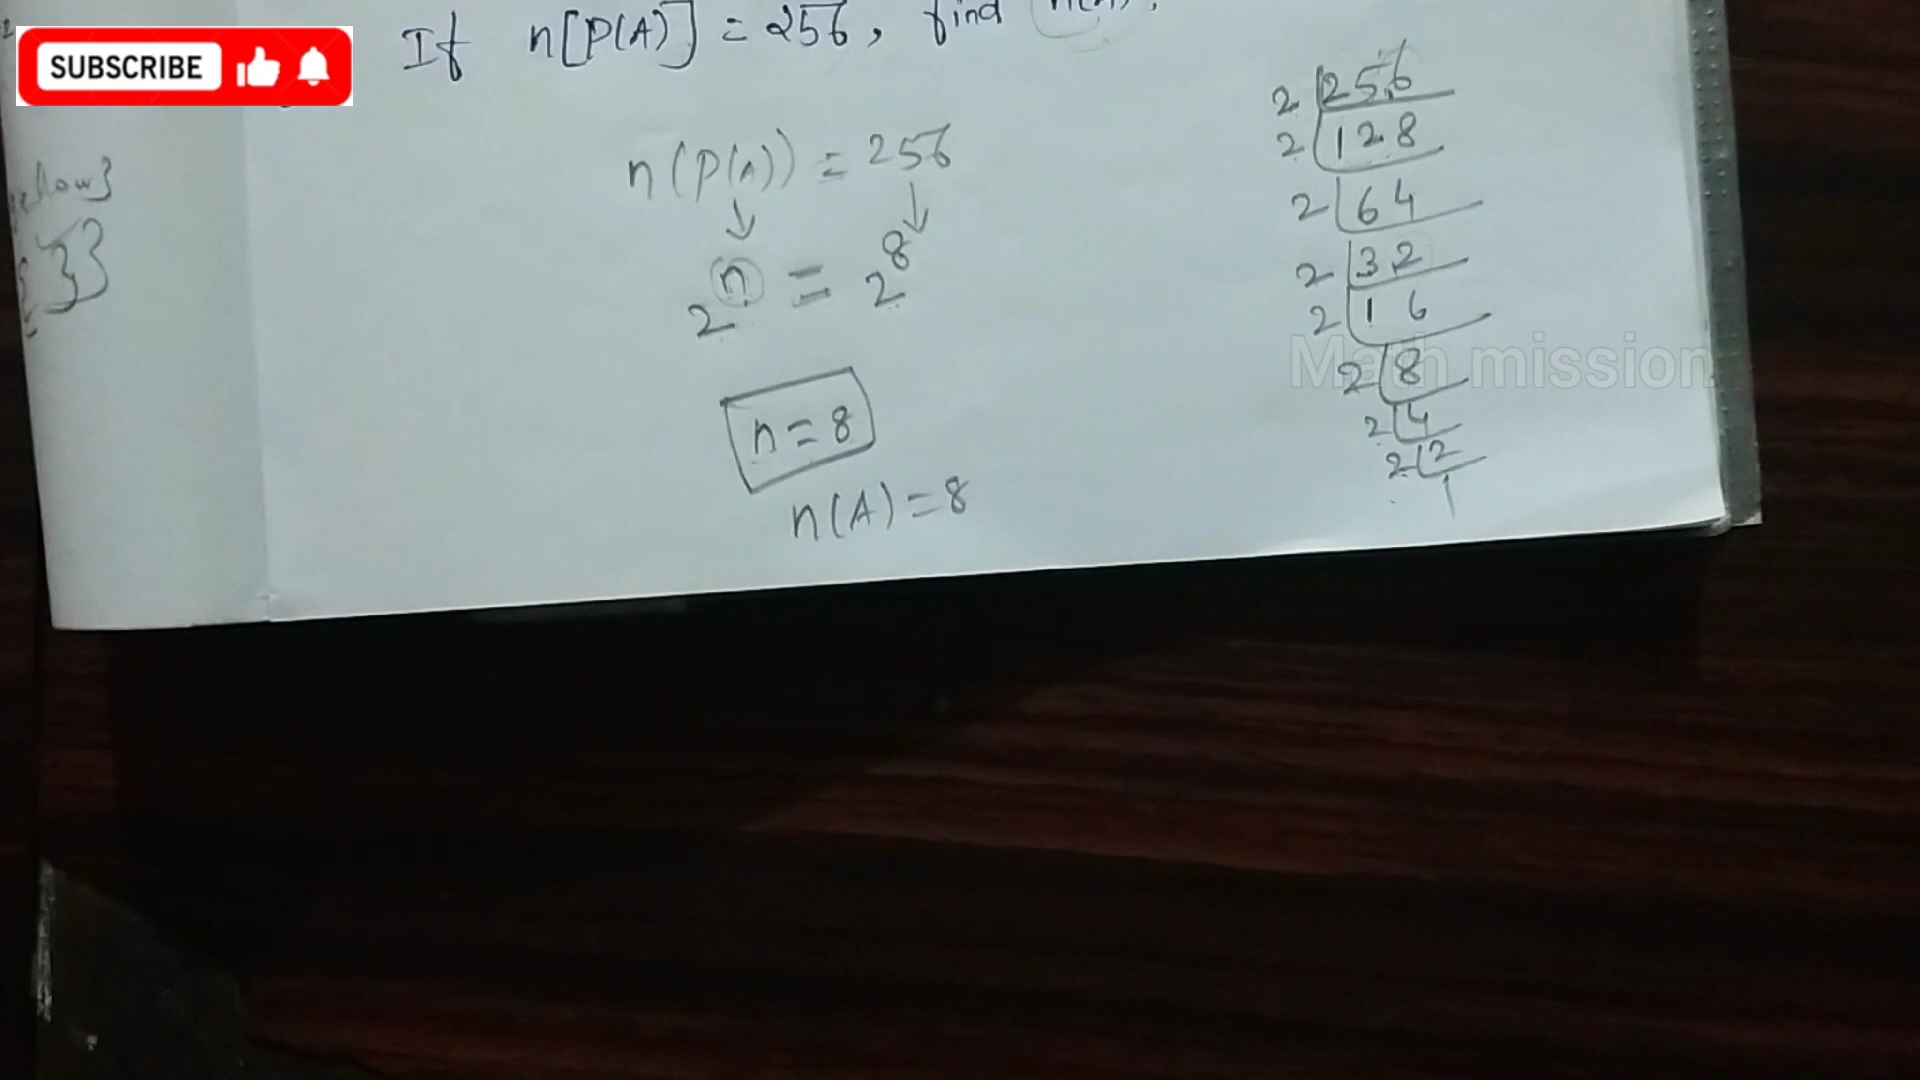 SUBSCRIBE
If n[P(A)] = 256, find n(A).
n(P(A)) = 256
↓ ↓
2^n = 2^8
n = 8
n(A) = 8
2 256
2 128
2 64
2 32
2 16
2 8
2 4
2 2
1
Math mission